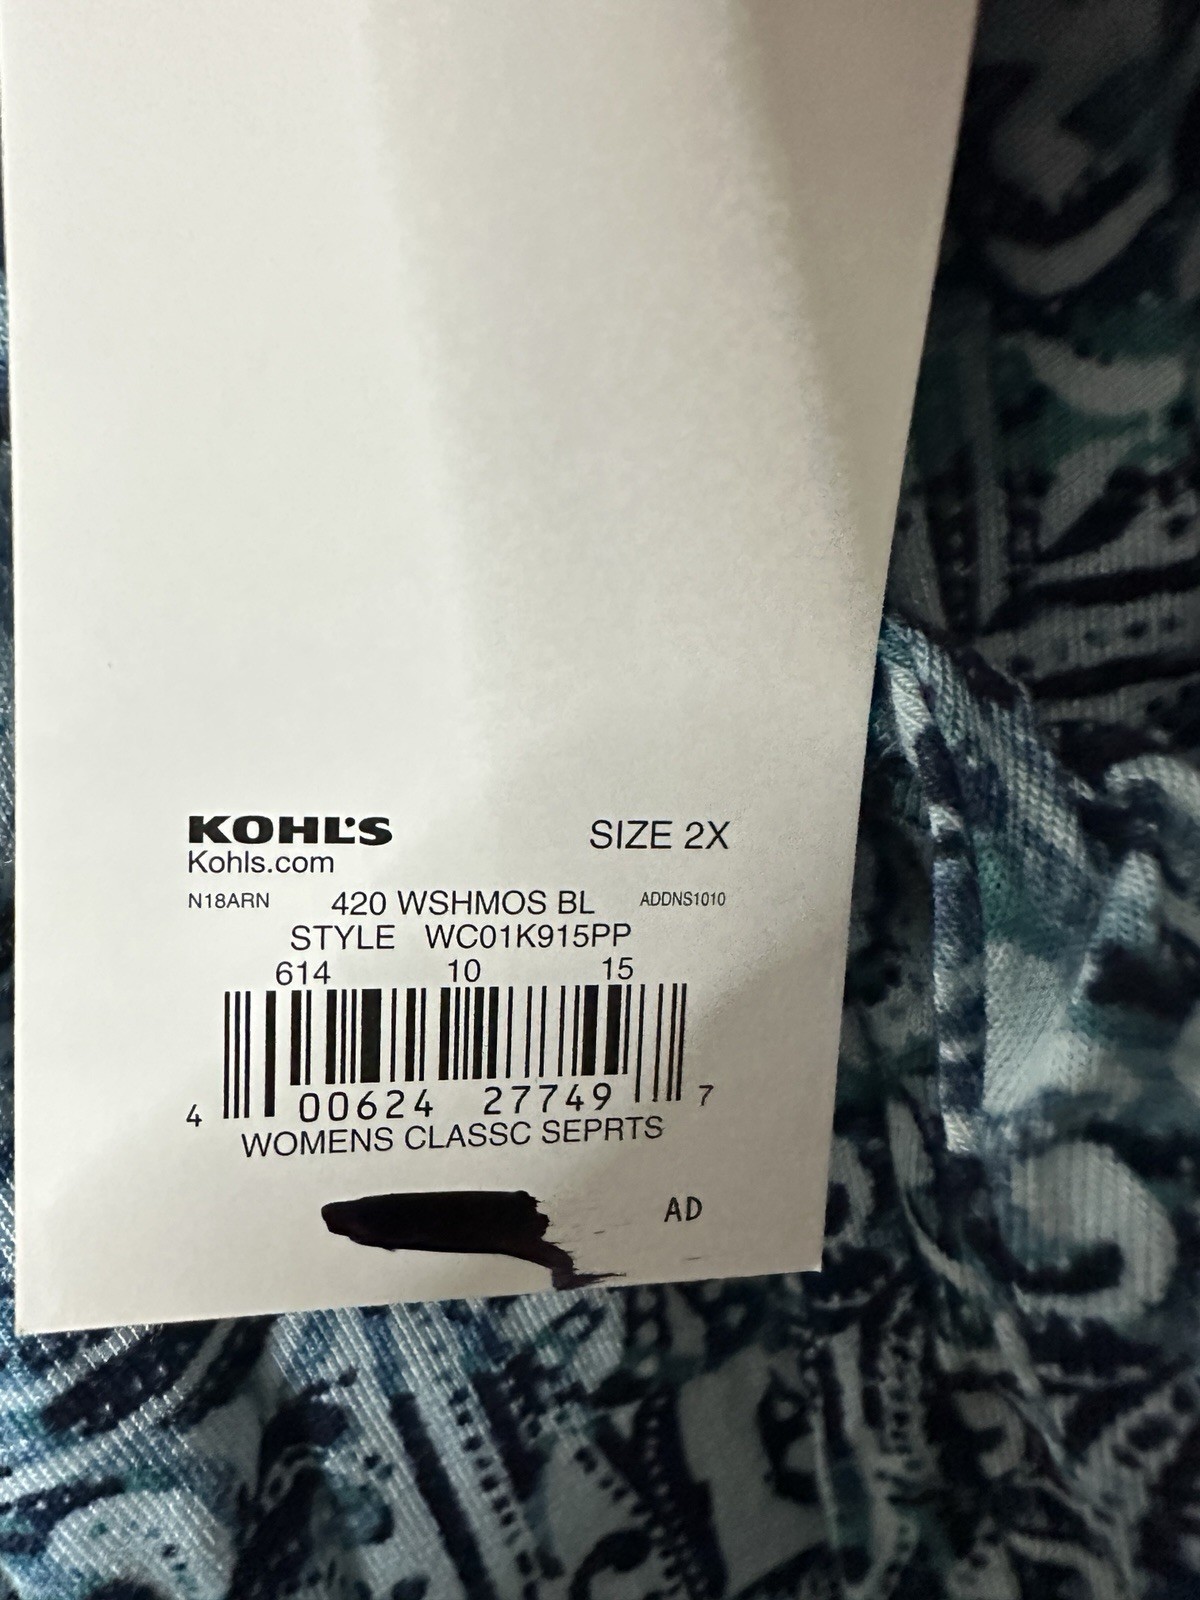 KOHL'S SIZE 2X
Kohls.com
N18ARN 420 WSHMOS BL ADDNS1010
STYLE WC01K915PP
614 10 15
4 00624 27749 7
WOMENS CLASSC SEPRTS
AD